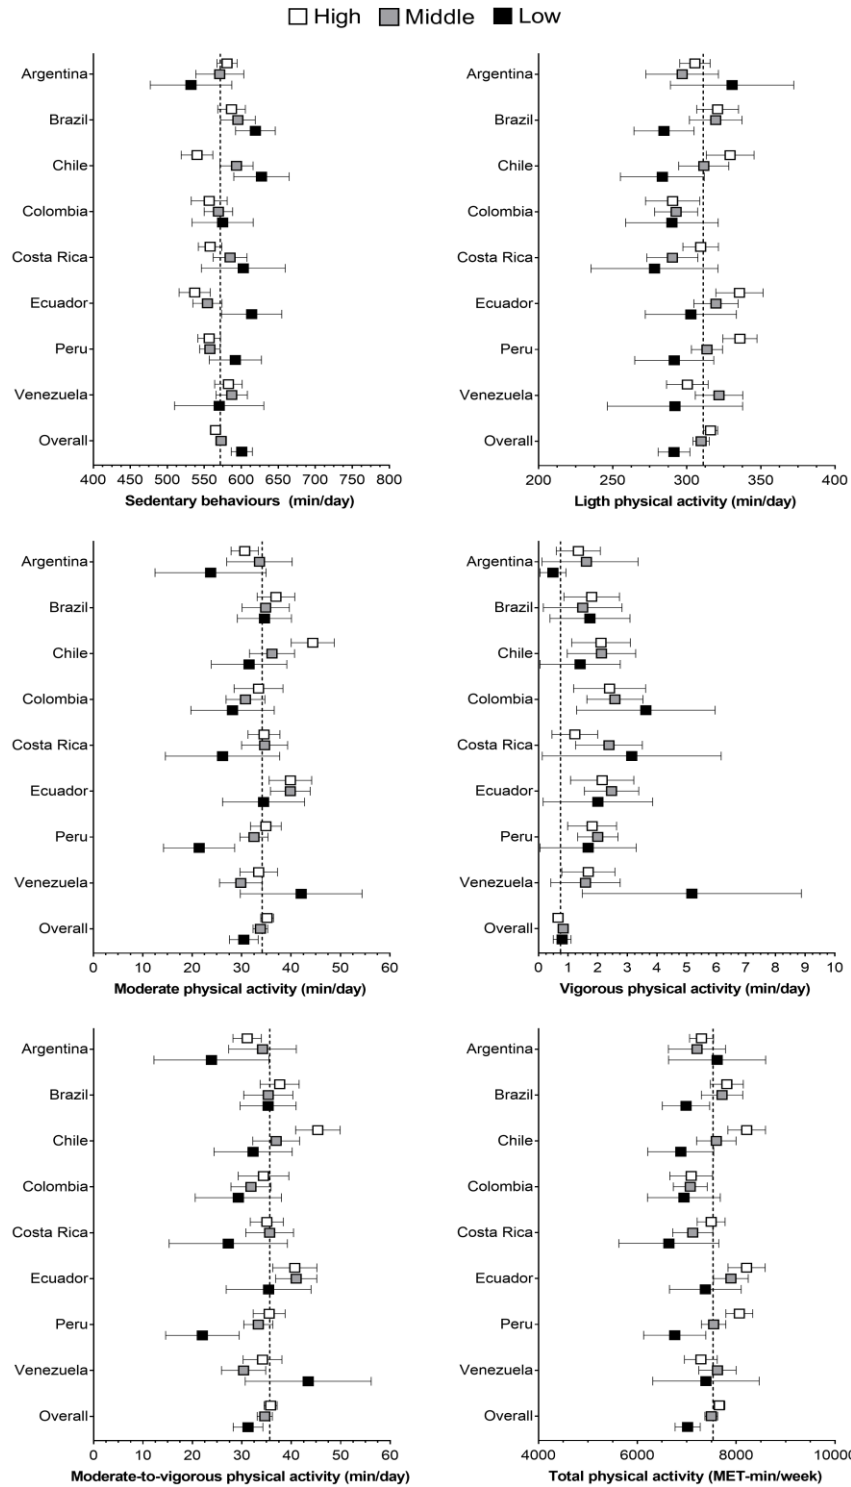 High Middle Low
Argentina
Brazil
Chile
Colombia
Costa Rica
Ecuador
Peru
Venezuela
Overall
400 450 500 550 600 650 700 750 800
Sedentary behaviours (min/day)
Argentina
Brazil
Chile
Colombia
Costa Rica
Ecuador
Peru
Venezuela
Overall
200 250 300 350 400
Ligth physical activity (min/day)
Argentina
Brazil
Chile
Colombia
Costa Rica
Ecuador
Peru
Venezuela
Overall
0 10 20 30 40 50 60
Moderate physical activity (min/day)
Argentina
Brazil
Chile
Colombia
Costa Rica
Ecuador
Peru
Venezuela
Overall
0 1 2 3 4 5 6 7 8 9 10
Vigorous physical activity (min/day)
Argentina
Brazil
Chile
Colombia
Costa Rica
Ecuador
Peru
Venezuela
Overall
0 10 20 30 40 50 60
Moderate-to-vigorous physical activity (min/day)
Argentina
Brazil
Chile
Colombia
Costa Rica
Ecuador
Peru
Venezuela
Overall
4000 6000 8000 10000
Total physical activity (MET-min/week)